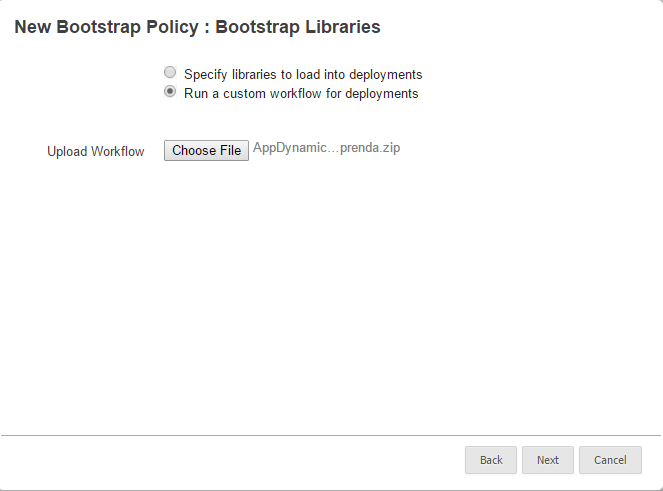 New Bootstrap Policy : Bootstrap Libraries
Specify libraries to load into deployments
Run a custom workflow for deployments
Upload Workflow Choose File AppDynamic...prenda.zip
Back Next Cancel